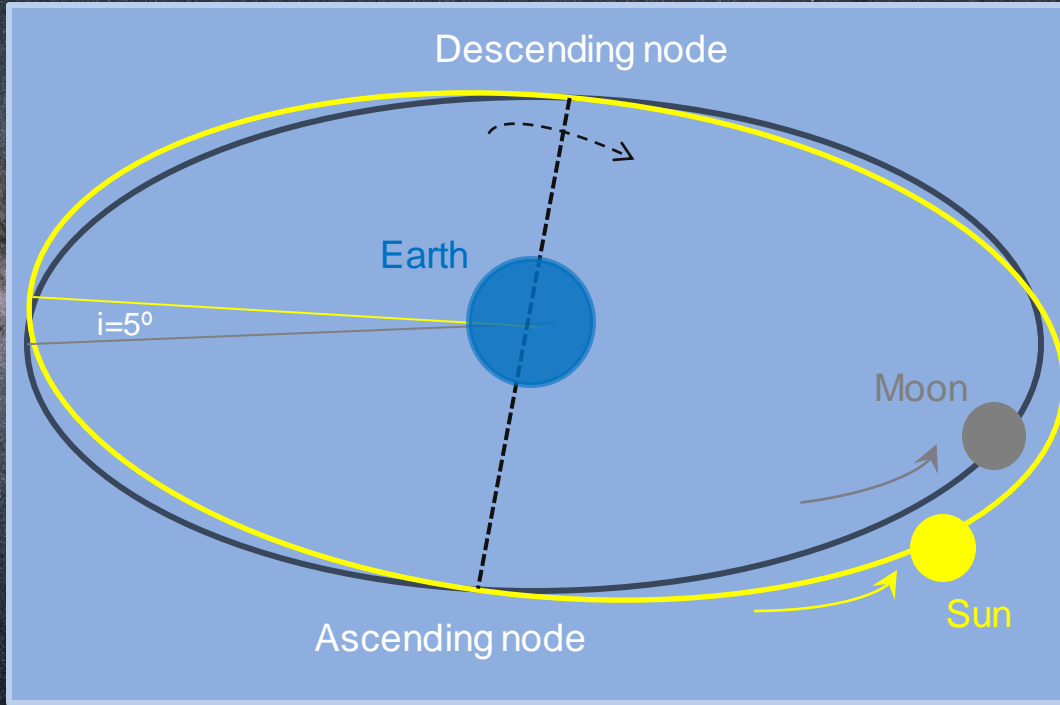 Descending node
Earth
i=5º
Moon
Sun
Ascending node